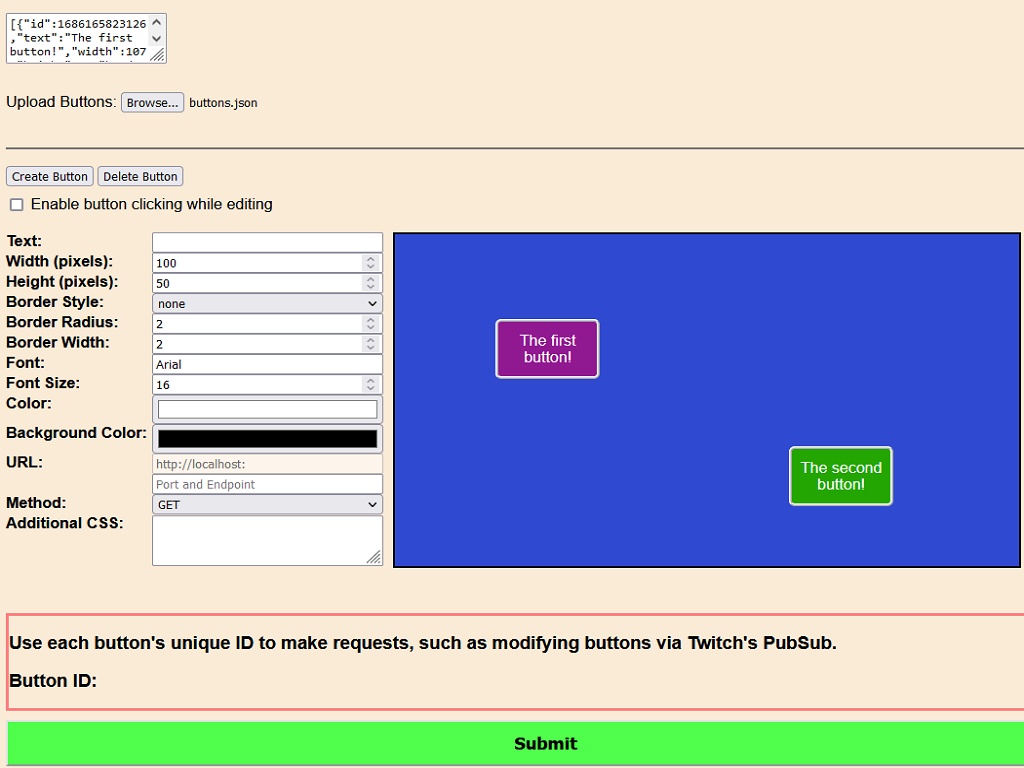 [{"id":1686165823126
,"text":"The first
button!","width":107
Upload Buttons: Browse... buttons.json
Create Button Delete Button
Enable button clicking while editing
Text:
Width (pixels): 100
Height (pixels): 50
Border Style: none
Border Radius: 2
Border Width: 2
Font: Arial
Font Size: 16
Color:
Background Color:
URL: http://localhost:
Port and Endpoint
Method: GET
Additional CSS:
The first
button!
The second
button!
Use each button's unique ID to make requests, such as modifying buttons via Twitch's PubSub.
Button ID:
Submit